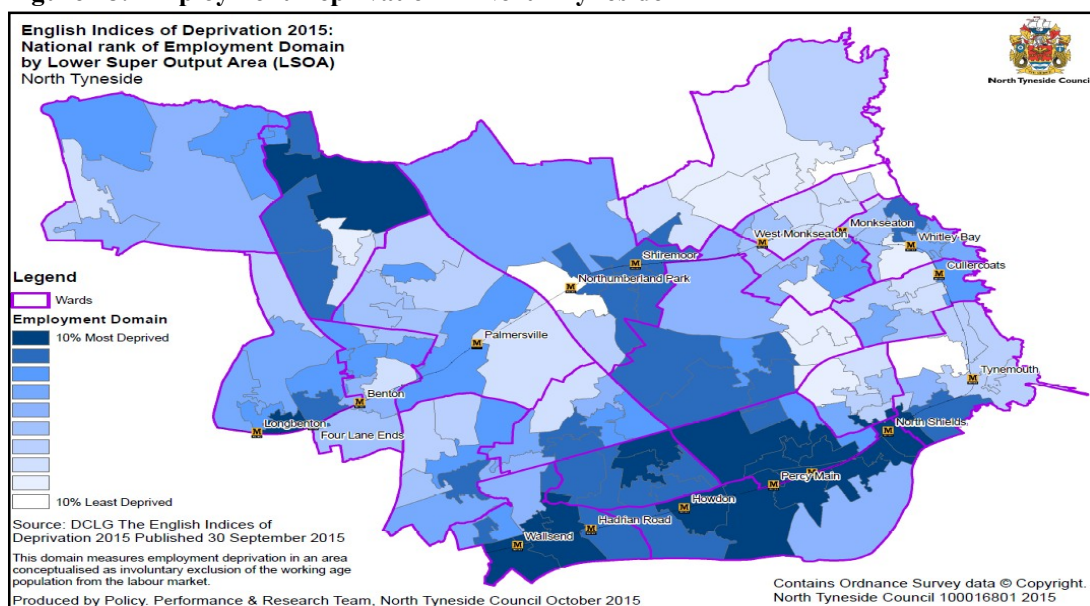 Employment Deprivation in North Tyneside
English Indices of Deprivation 2015:
National rank of Employment Domain
by Lower Super Output Area (LSOA)
North Tyneside
North Tyneside Council
Monkseaton
West Monkseaton
Whitley Bay
Shiremoor
Cullercoats
Northumberland Park
Palmersville
Tynemouth
Benton
Longbenton
Four Lane Ends
North Shields
Percy Main
Howdon
Hadrian Road
Wallsend
Legend
Wards
Employment Domain
10% Most Deprived
10% Least Deprived
Source: DCLG The English Indices of
Deprivation 2015 Published 30 September 2015
This domain measures employment deprivation in an area
conceptualised as involuntary exclusion of the working age
population from the labour market.
Produced by Policy. Performance & Research Team, North Tyneside Council October 2015
Contains Ordnance Survey data © Copyright.
North Tyneside Council 100016801 2015